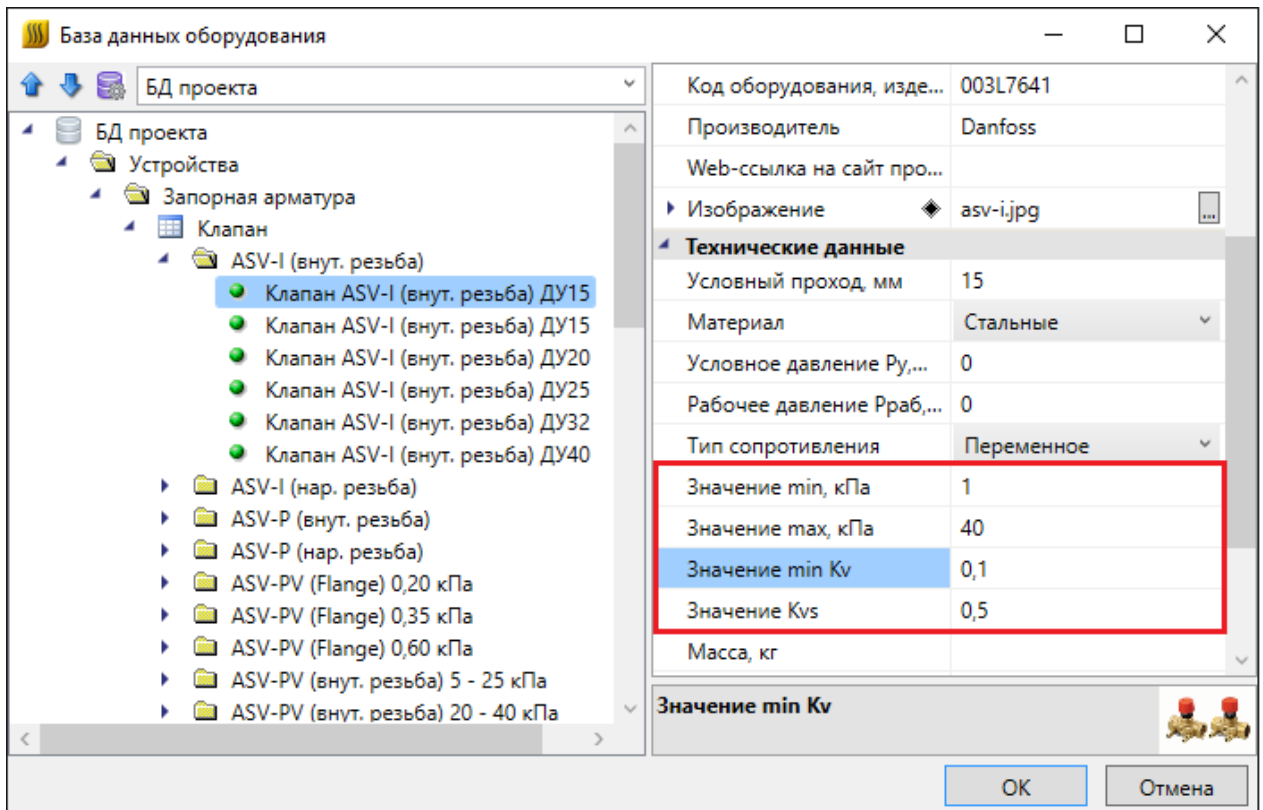 База данных оборудования
БД проекта
БД проекта
Устройства
Запорная арматура
Клапан
ASV-I (внут. резьба)
Клапан ASV-I (внут. резьба) ДУ15
Клапан ASV-I (внут. резьба) ДУ15
Клапан ASV-I (внут. резьба) ДУ20
Клапан ASV-I (внут. резьба) ДУ25
Клапан ASV-I (внут. резьба) ДУ32
Клапан ASV-I (внут. резьба) ДУ40
ASV-I (нар. резьба)
ASV-P (внут. резьба)
ASV-P (нар. резьба)
ASV-PV (Flange) 0,20 кПа
ASV-PV (Flange) 0,35 кПа
ASV-PV (Flange) 0,60 кПа
ASV-PV (внут. резьба) 5 - 25 кПа
ASV-PV (внут. резьба) 20 - 40 кПа
Код оборудования, изде... 003L7641
Производитель Danfoss
Web-ссылка на сайт про...
Изображение asv-i.jpg ...
Технические данные
Условный проход, мм 15
Материал Стальные
Условное давление Ру,... 0
Рабочее давление Рраб,... 0
Тип сопротивления Переменное
Значение min, кПа 1
Значение max, кПа 40
Значение min Kv 0,1
Значение Kvs 0,5
Масса, кг
Значение min Kv
OK Отмена